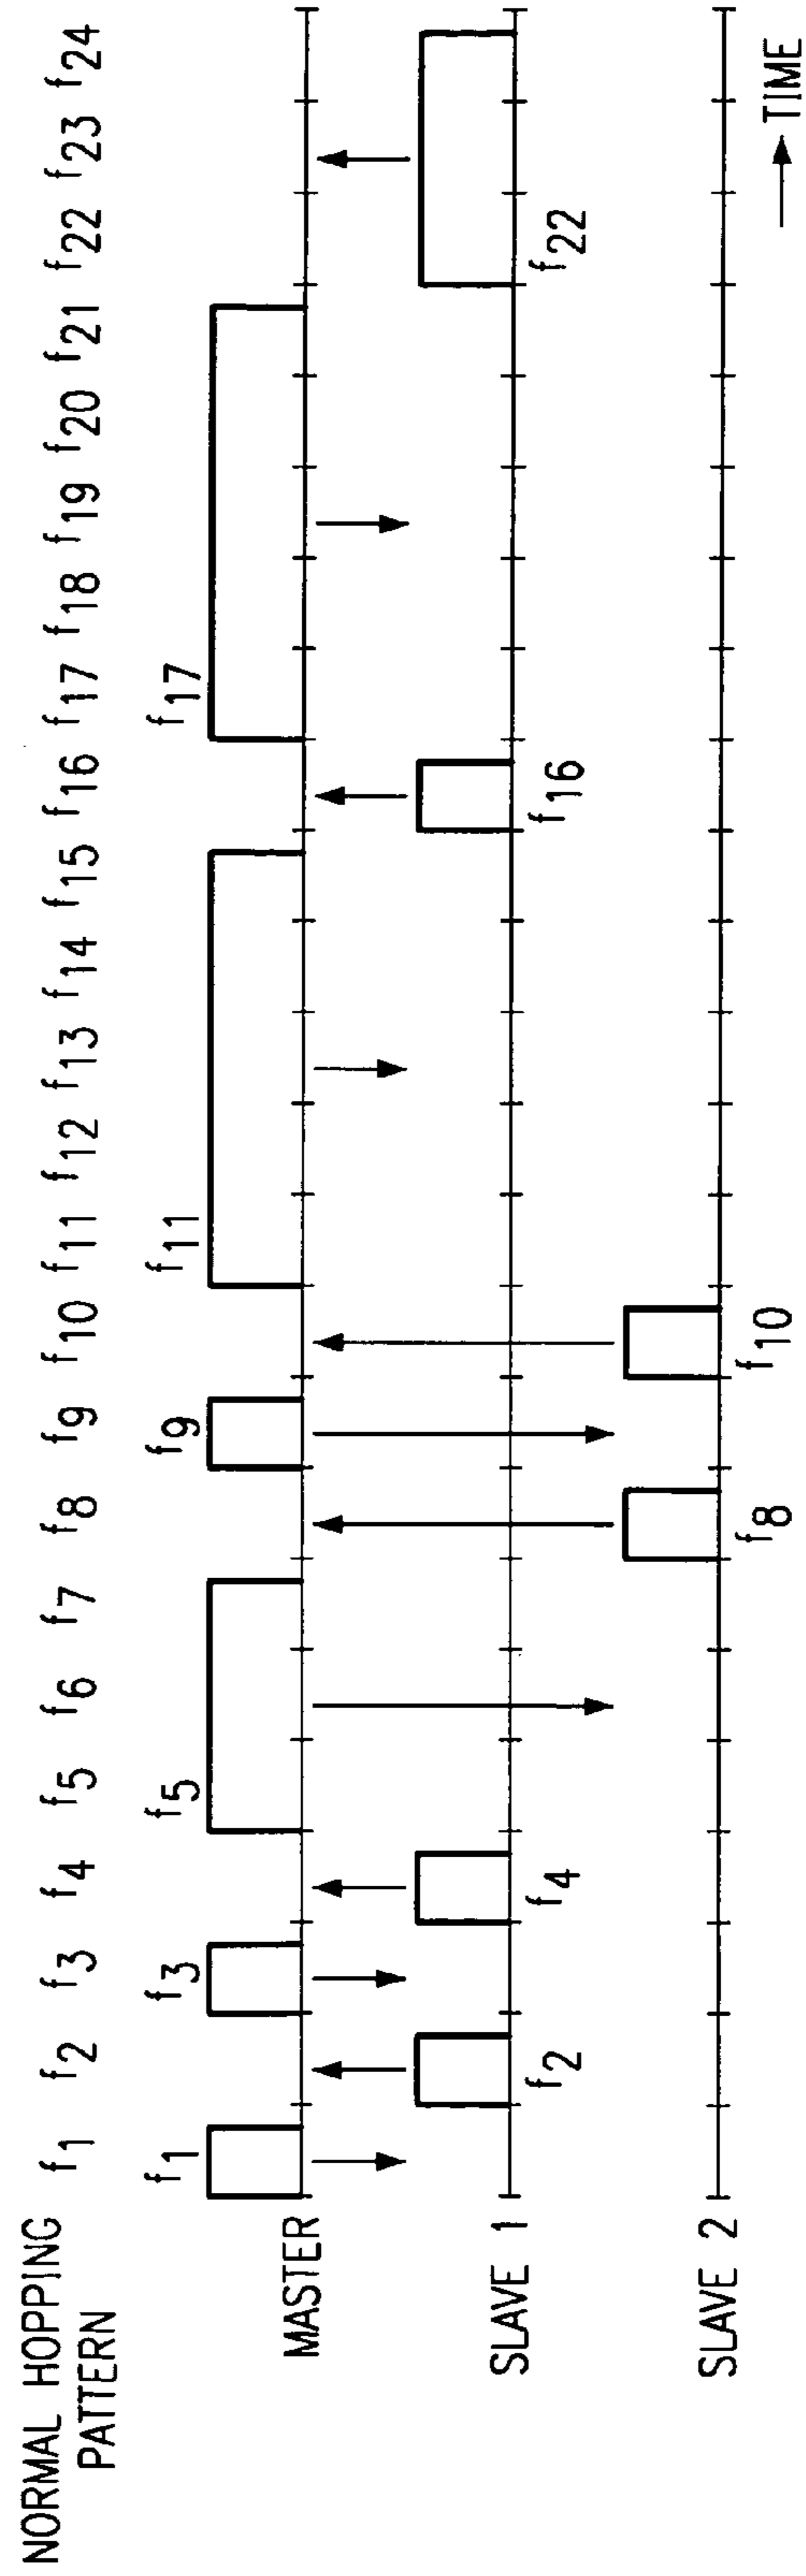 NORMAL HOPPING
PATTERN
f1 f2 f3 f4 f5 f6 f7 f8 f9 f10 f11 f12 f13 f14 f15 f16 f17 f18 f19 f20 f21 f22 f23 f24
f1 f3 f5 f9 f11 f17
MASTER
SLAVE 1
f2 f4 f16 f22
SLAVE 2
f8 f10
TIME